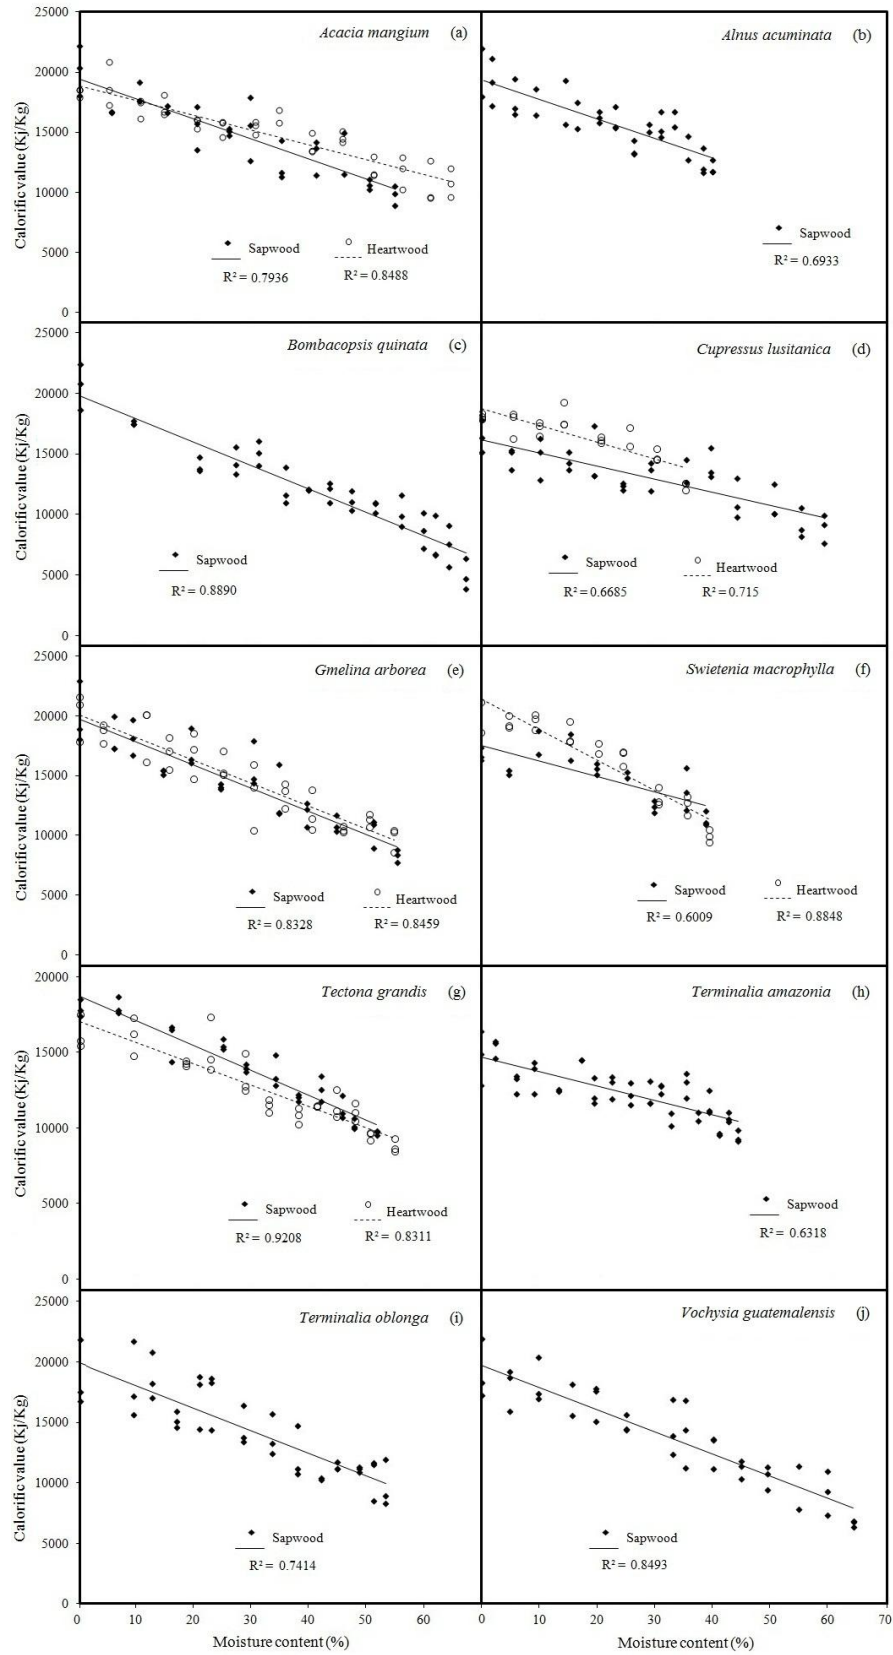 Acacia mangium (a)
25000
20000
15000
10000
5000
0
Calorific value (Kj/Kg)
Sapwood
Heartwood
R² = 0.7936
R² = 0.8488
Alnus acuminata (b)
Sapwood
R² = 0.6933
Bombacopsis quinata (c)
25000
20000
15000
10000
5000
0
Calorific value (Kj/Kg)
Sapwood
R² = 0.8890
Cupressus lusitanica (d)
Sapwood
Heartwood
R² = 0.6685
R² = 0.715
Gmelina arborea (e)
25000
20000
15000
10000
5000
0
Calorific value (Kj/Kg)
Sapwood
Heartwood
R² = 0.8328
R² = 0.8459
Swietenia macrophylla (f)
Sapwood
Heartwood
R² = 0.6009
R² = 0.8848
Tectona grandis (g)
20000
15000
10000
5000
0
Calorific value (Kj/Kg)
Sapwood
Heartwood
R² = 0.9208
R² = 0.8311
Terminalia amazonia (h)
Sapwood
R² = 0.6318
Terminalia oblonga (i)
25000
20000
15000
10000
5000
0
Calorific value (Kj/Kg)
Sapwood
R² = 0.7414
0 10 20 30 40 50 60
Moisture content (%)
Vochysia guatemalensis (j)
Sapwood
R² = 0.8493
0 10 20 30 40 50 60 70
Moisture content (%)